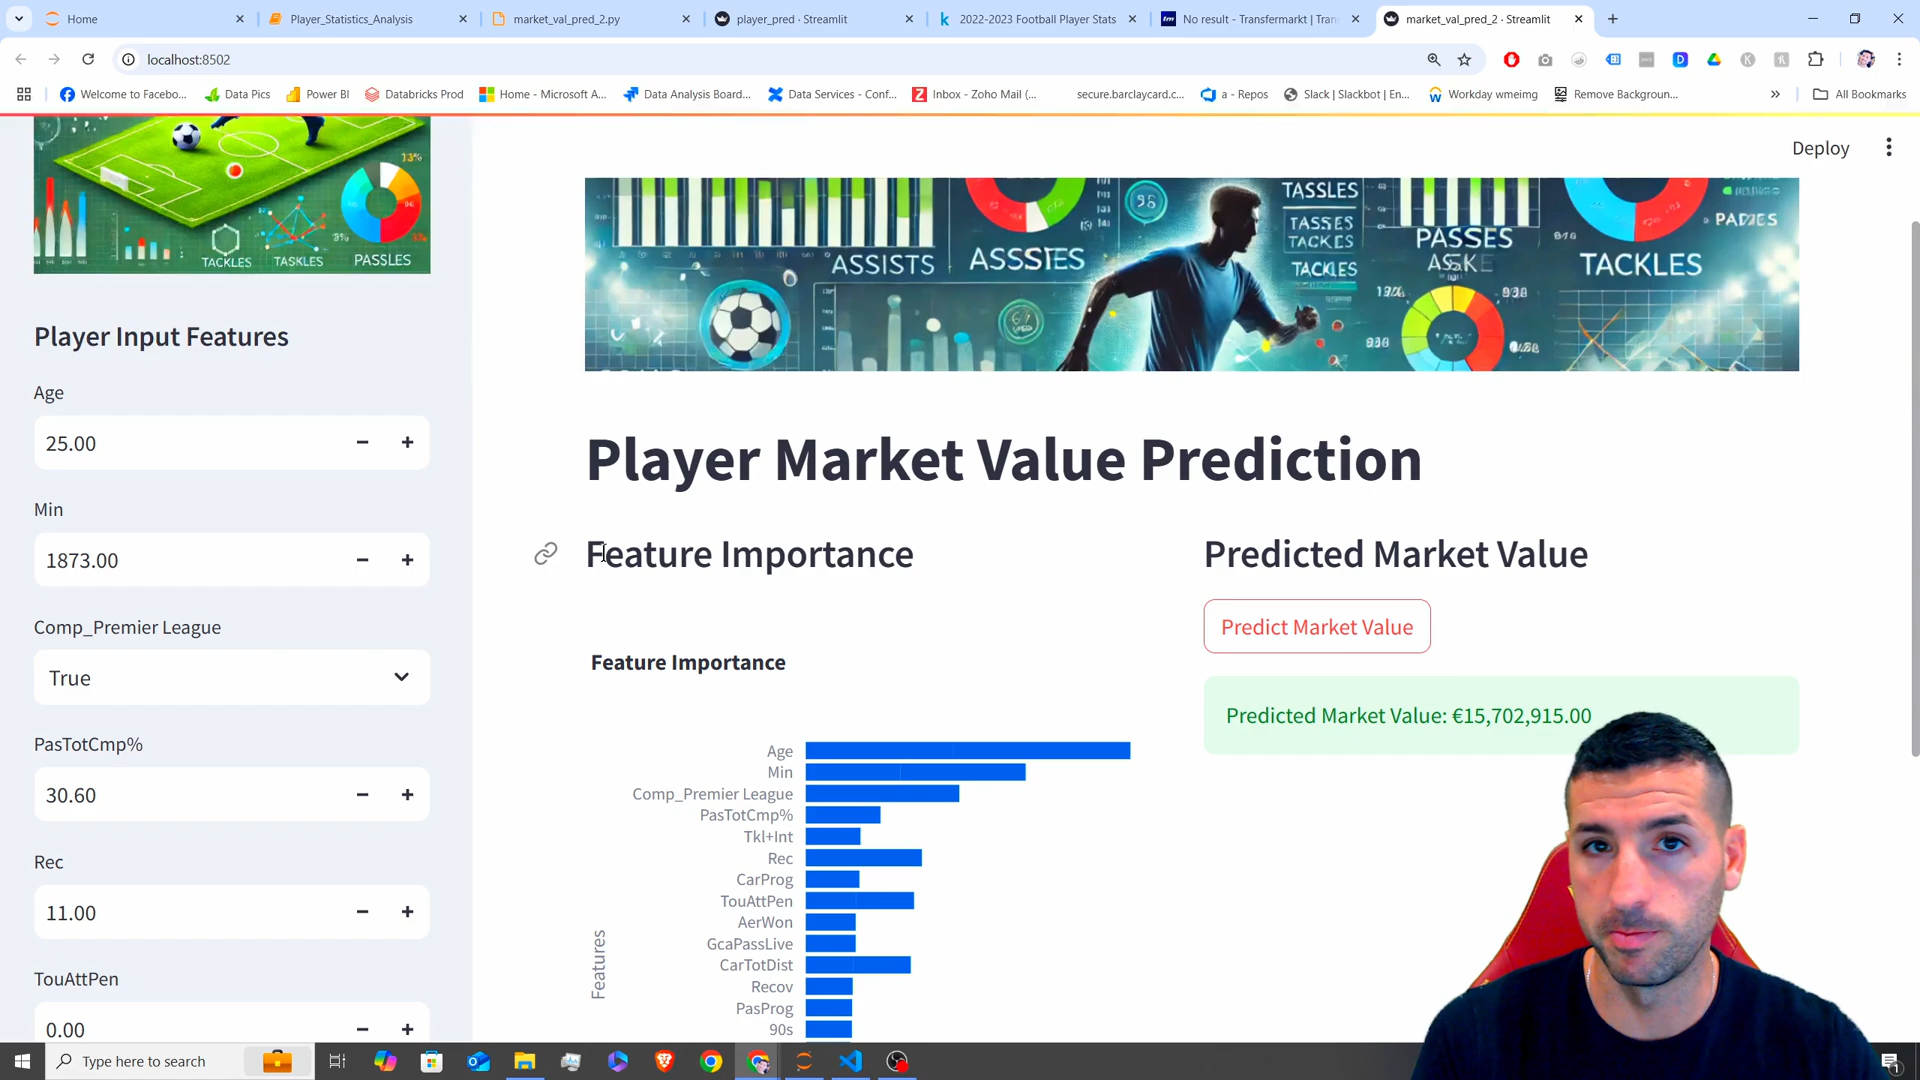 Home
Player_Statistics_Analysis
market_val_pred_2.py
player_pred · Streamlit
2022-2023 Football Player Stats
No result - Transfermarkt | Tran
market_val_pred_2 · Streamlit
localhost:8502
Welcome to Facebo...
Data Pics
Power BI
Databricks Prod
Home - Microsoft A...
Data Analysis Board...
Data Services - Conf...
Inbox - Zoho Mail (...
secure.barclaycard.c...
a - Repos
Slack | Slackbot | En...
Workday wmeimg
Remove Backgroun...
All Bookmarks
Deploy
TACKLES
TASKLES
PASSLES
ASSISTS
ASSSTES
TASSLES
TASSES
TACKES
TACKLES
PASSES
TACKLES
Player Input Features
Age
25.00
Min
1873.00
Comp_Premier League
True
PasTotCmp%
30.60
Rec
11.00
TouAttPen
0.00
Player Market Value Prediction
Feature Importance
Feature Importance
Features
Age
Min
Comp_Premier League
PasTotCmp%
Tkl+Int
Rec
CarProg
TouAttPen
AerWon
GcaPassLive
CarTotDist
Recov
PasProg
90s
Predicted Market Value
Predict Market Value
Predicted Market Value: €15,702,915.00
Type here to search